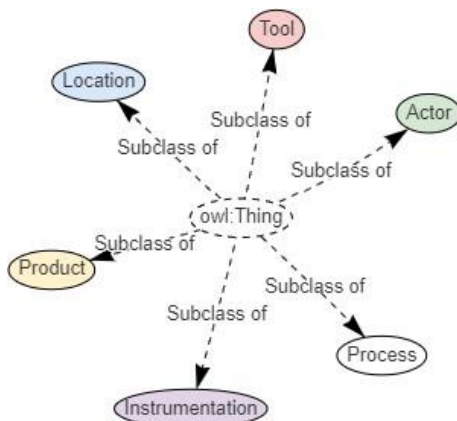 Tool
Location
Subclass of
Actor
Subclass of
Subclass of
owl:Thing
Subclass of
Product
Subclass of
Subclass of
Process
Instrumentation